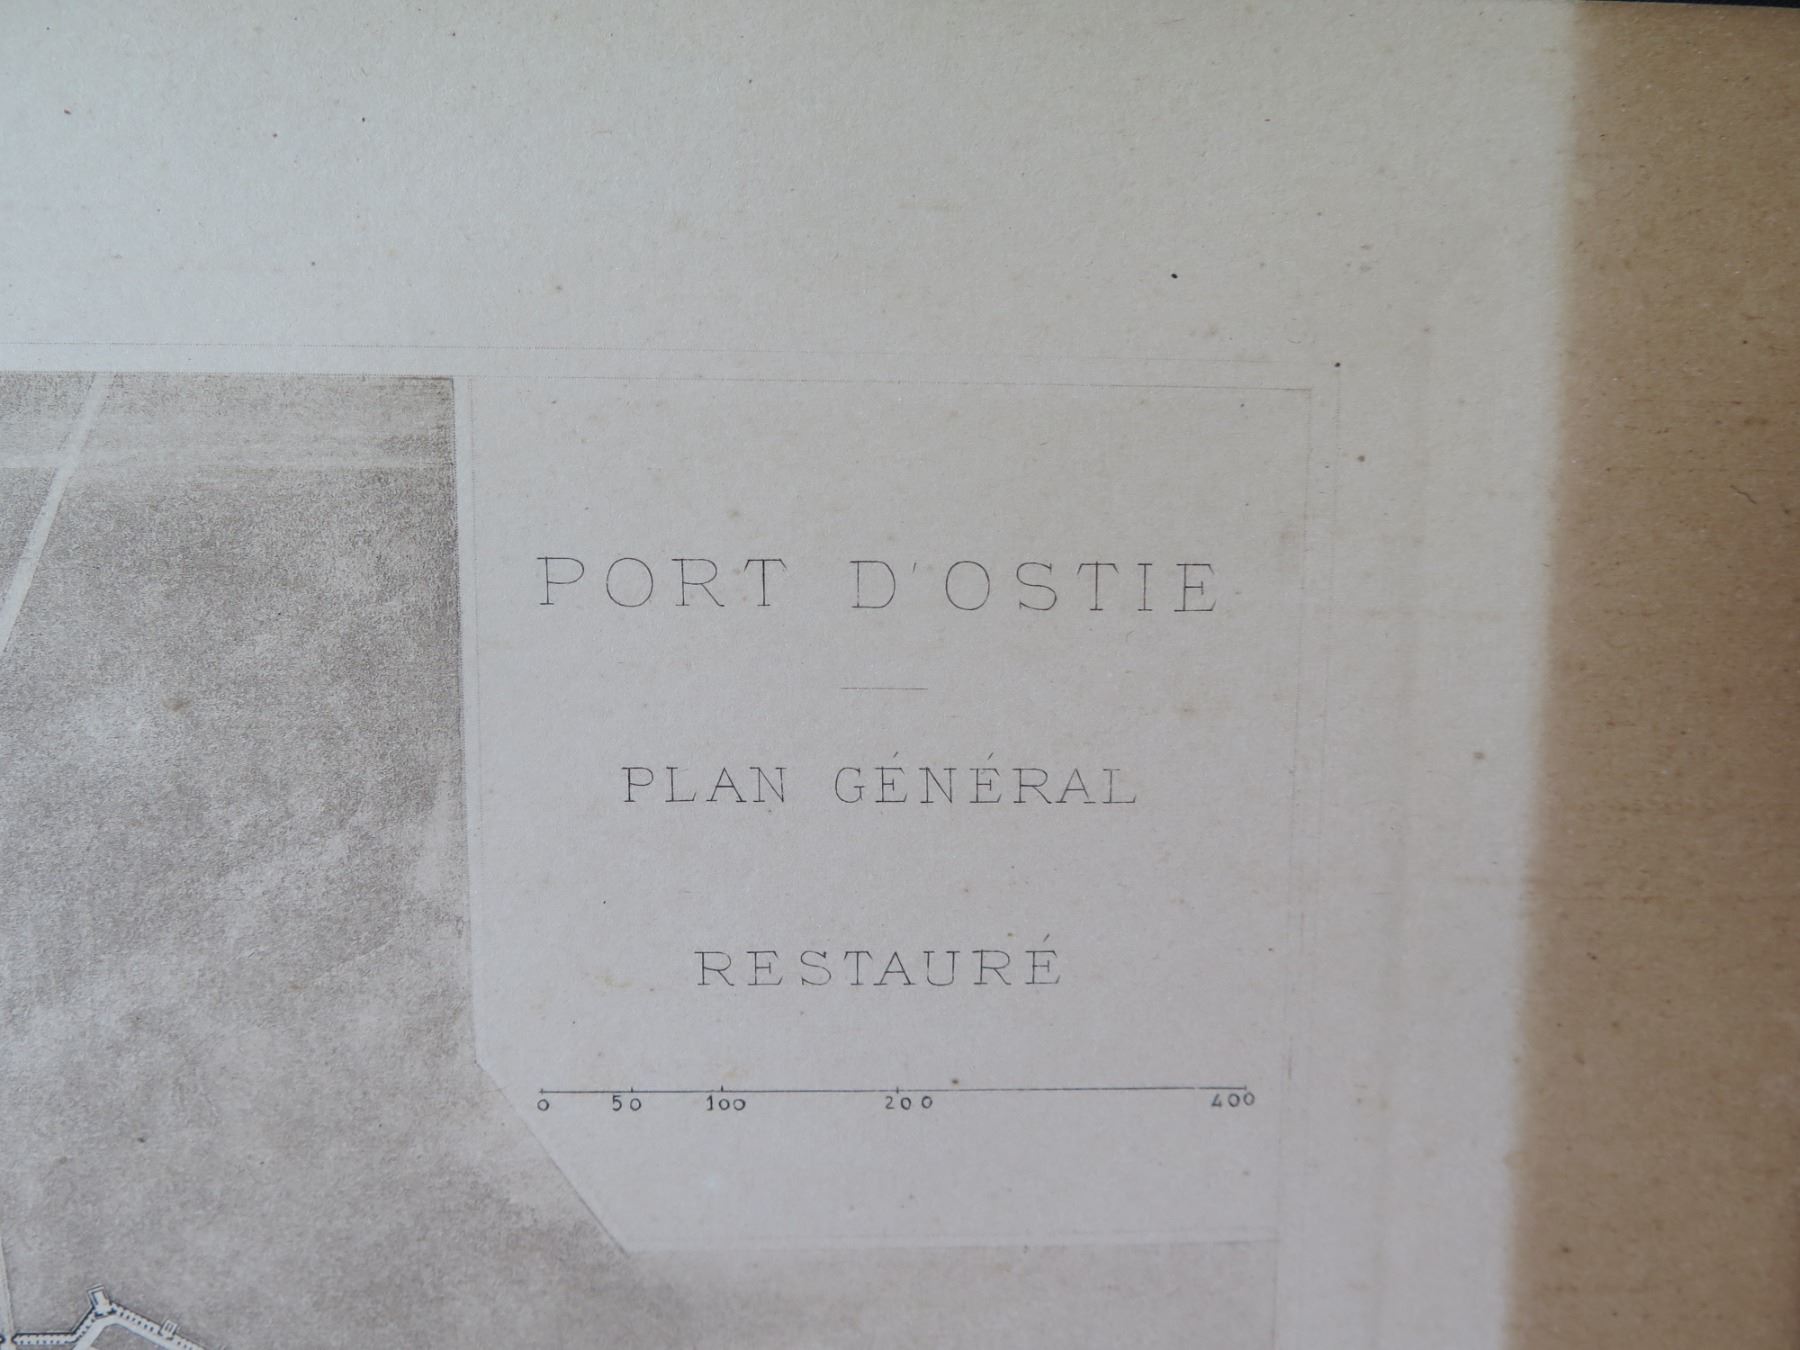 PORT D'OSTIE
PLAN GÉNÉRAL
RESTAURÉ
0 50 100 200 400